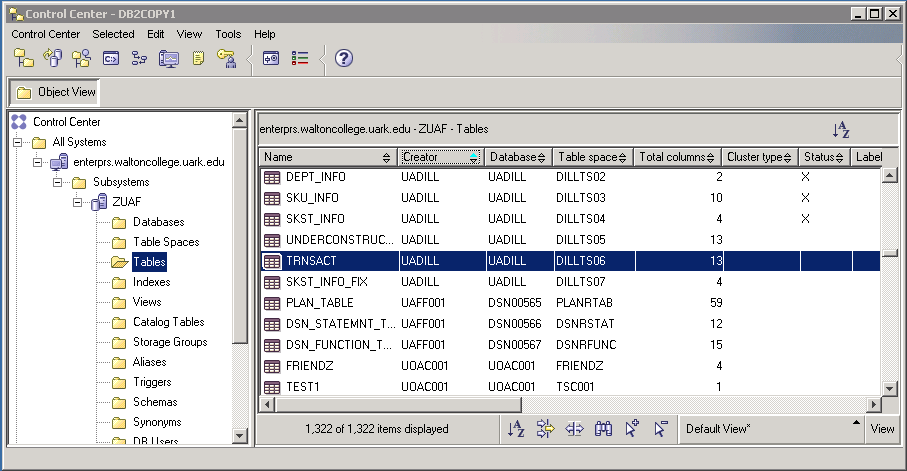 Control Center - DB2COPY1
Control Center Selected Edit View Tools Help
Object View
Control Center
All Systems
enterprs.waltoncollege.uark.edu
Subsystems
ZUAF
Databases
Table Spaces
Tables
Indexes
Views
Catalog Tables
Storage Groups
Aliases
Triggers
Schemas
Synonyms
DB Users
enterprs.waltoncollege.uark.edu - ZUAF - Tables
Name Creator Database Table space Total columns Cluster type Status Label
DEPT_INFO UADILL UADILL DILLTS02 2 X
SKU_INFO UADILL UADILL DILLTS03 10 X
SKST_INFO UADILL UADILL DILLTS04 4 X
UNDERCONSTRUC... UADILL UADILL DILLTS05 13
TRNSACT UADILL UADILL DILLTS06 13
SKST_INFO_FIX UADILL UADILL DILLTS07 4
PLAN_TABLE UAFF001 DSN00565 PLANRTAB 59
DSN_STATEMNT_T... UAFF001 DSN00566 DSNRSTAT 12
DSN_FUNCTION_T... UAFF001 DSN00567 DSNRFUNC 15
FRIENDZ UOAC001 UOAC001 FRIENDZ 4
TEST1 UOAC001 UOAC001 TSC001 1
1,322 of 1,322 items displayed Default View* View